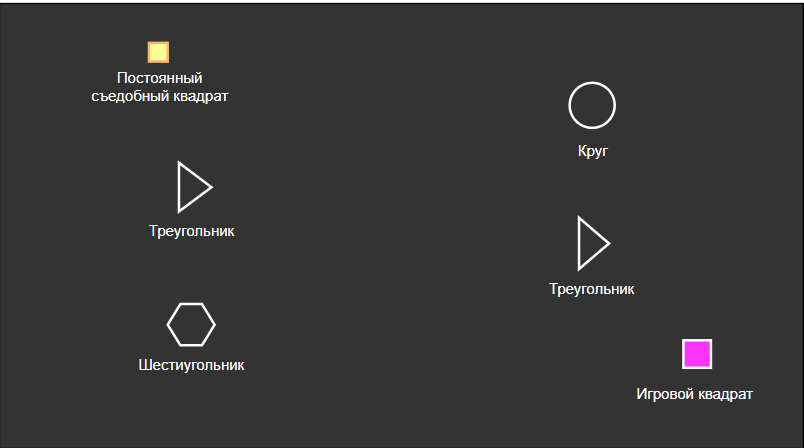 Постоянный
съедобный квадрат
Круг
Треугольник
Треугольник
Шестиугольник
Игровой квадрат